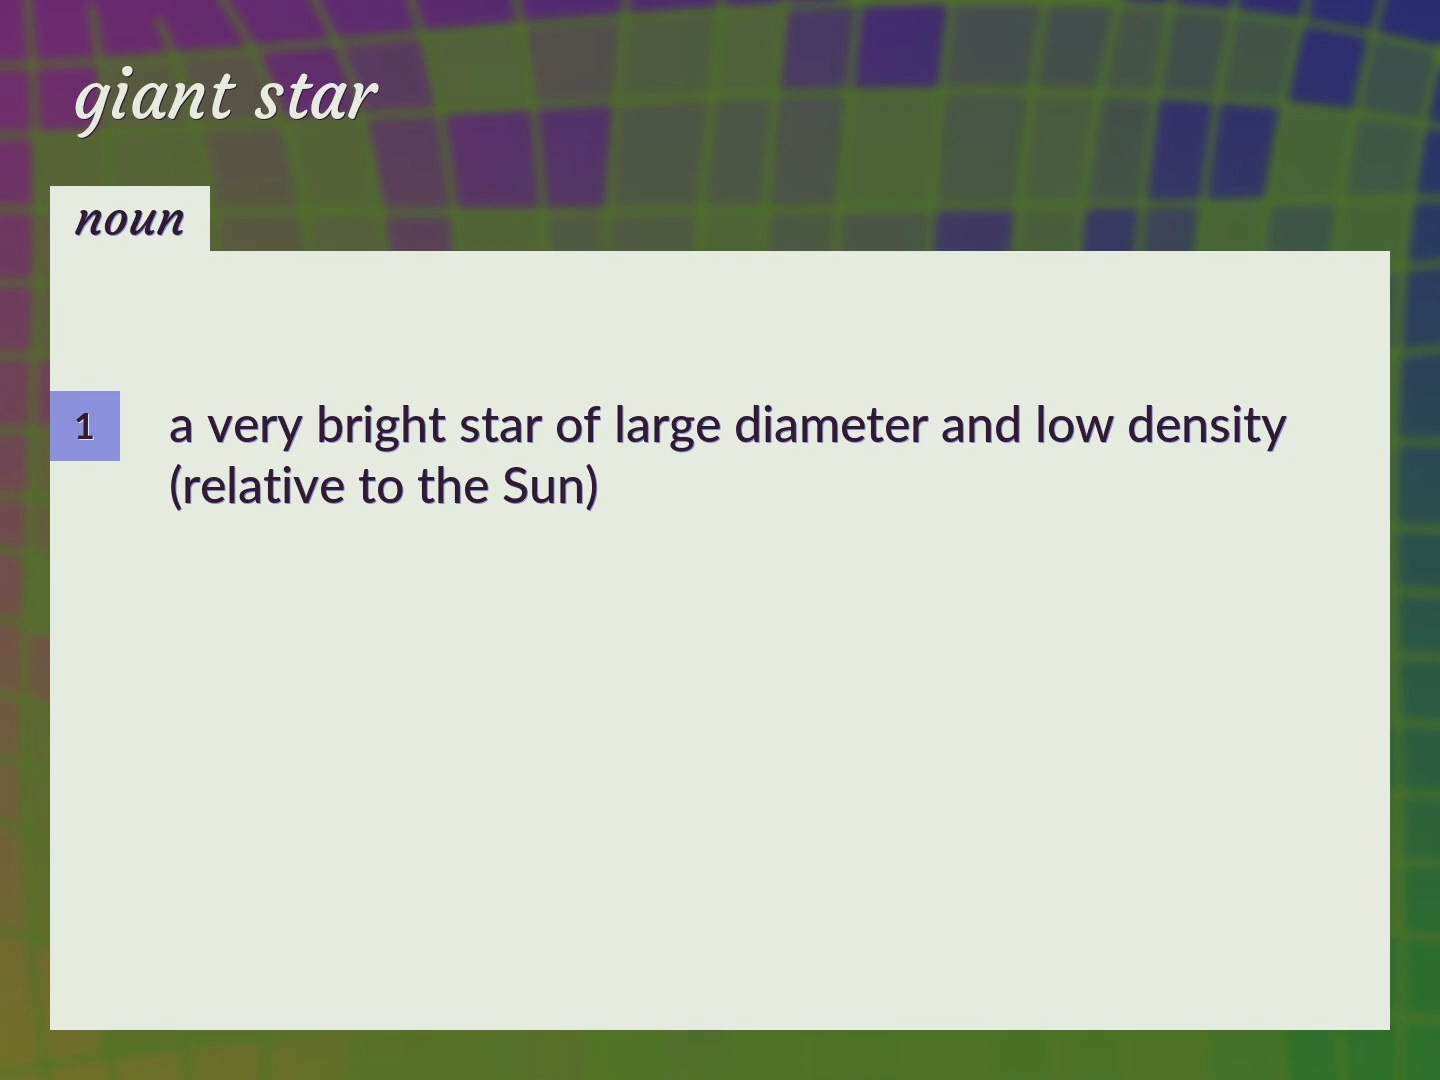 giant star
noun
1
a very bright star of large diameter and low density
(relative to the Sun)